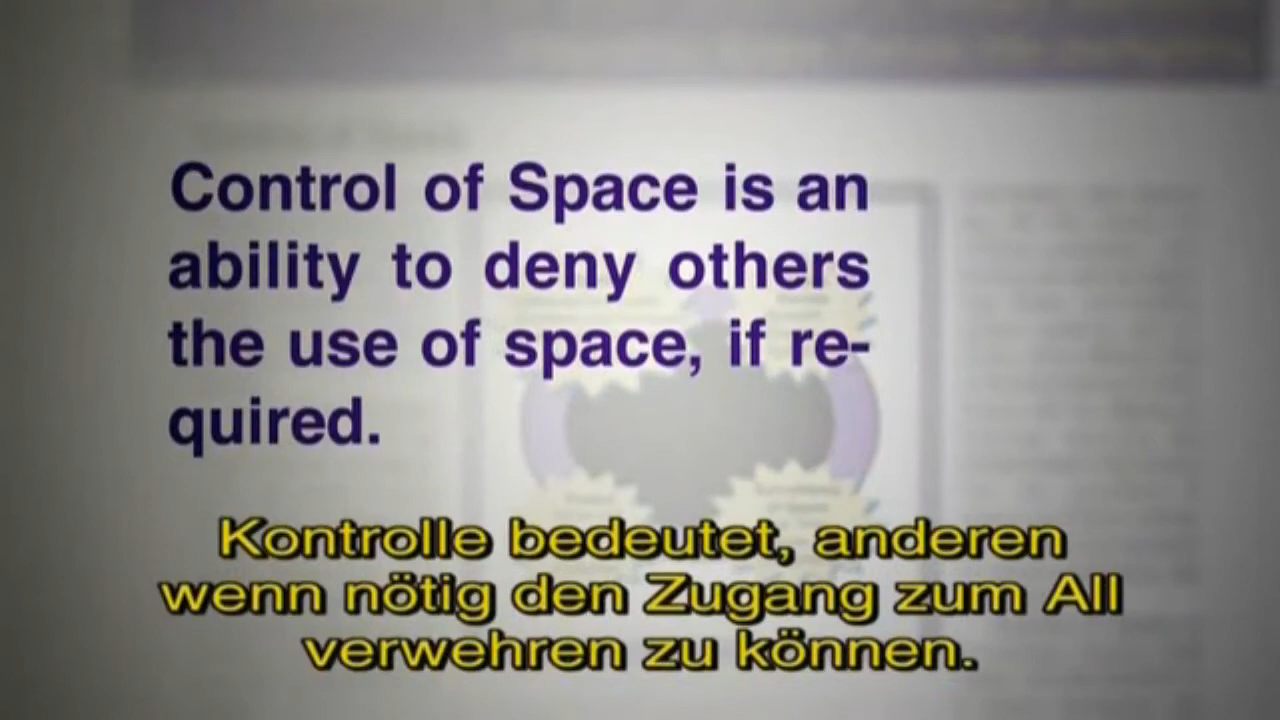 Control of Space is an
ability to deny others
the use of space, if re-
quired.
Kontrolle bedeutet, anderen
wenn nötig den Zugang zum All
verwehren zu können.